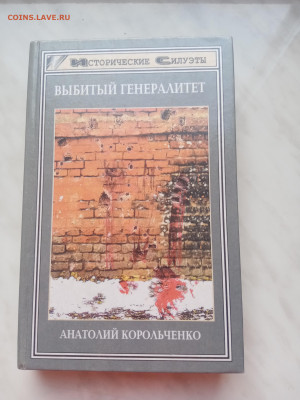 COINS.LAVE.RU
Исторические Силуэты
ВЫБИТЫЙ ГЕНЕРАЛИТЕТ
АНАТОЛИЙ КОРОЛЬЧЕНКО